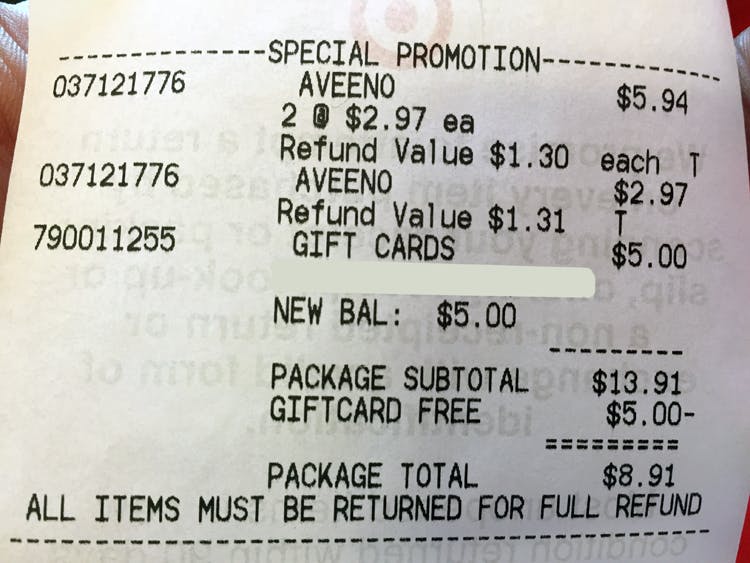 --------------SPECIAL PROMOTION------------
037121776 AVEENO $5.94
2 @ $2.97 ea
Refund Value $1.30 each T
037121776 AVEENO $2.97
Refund Value $1.31 T
790011255 GIFT CARDS $5.00
NEW BAL: $5.00
---------
PACKAGE SUBTOTAL $13.91
GIFTCARD FREE $5.00-
=========
PACKAGE TOTAL $8.91
ALL ITEMS MUST BE RETURNED FOR FULL REFUND